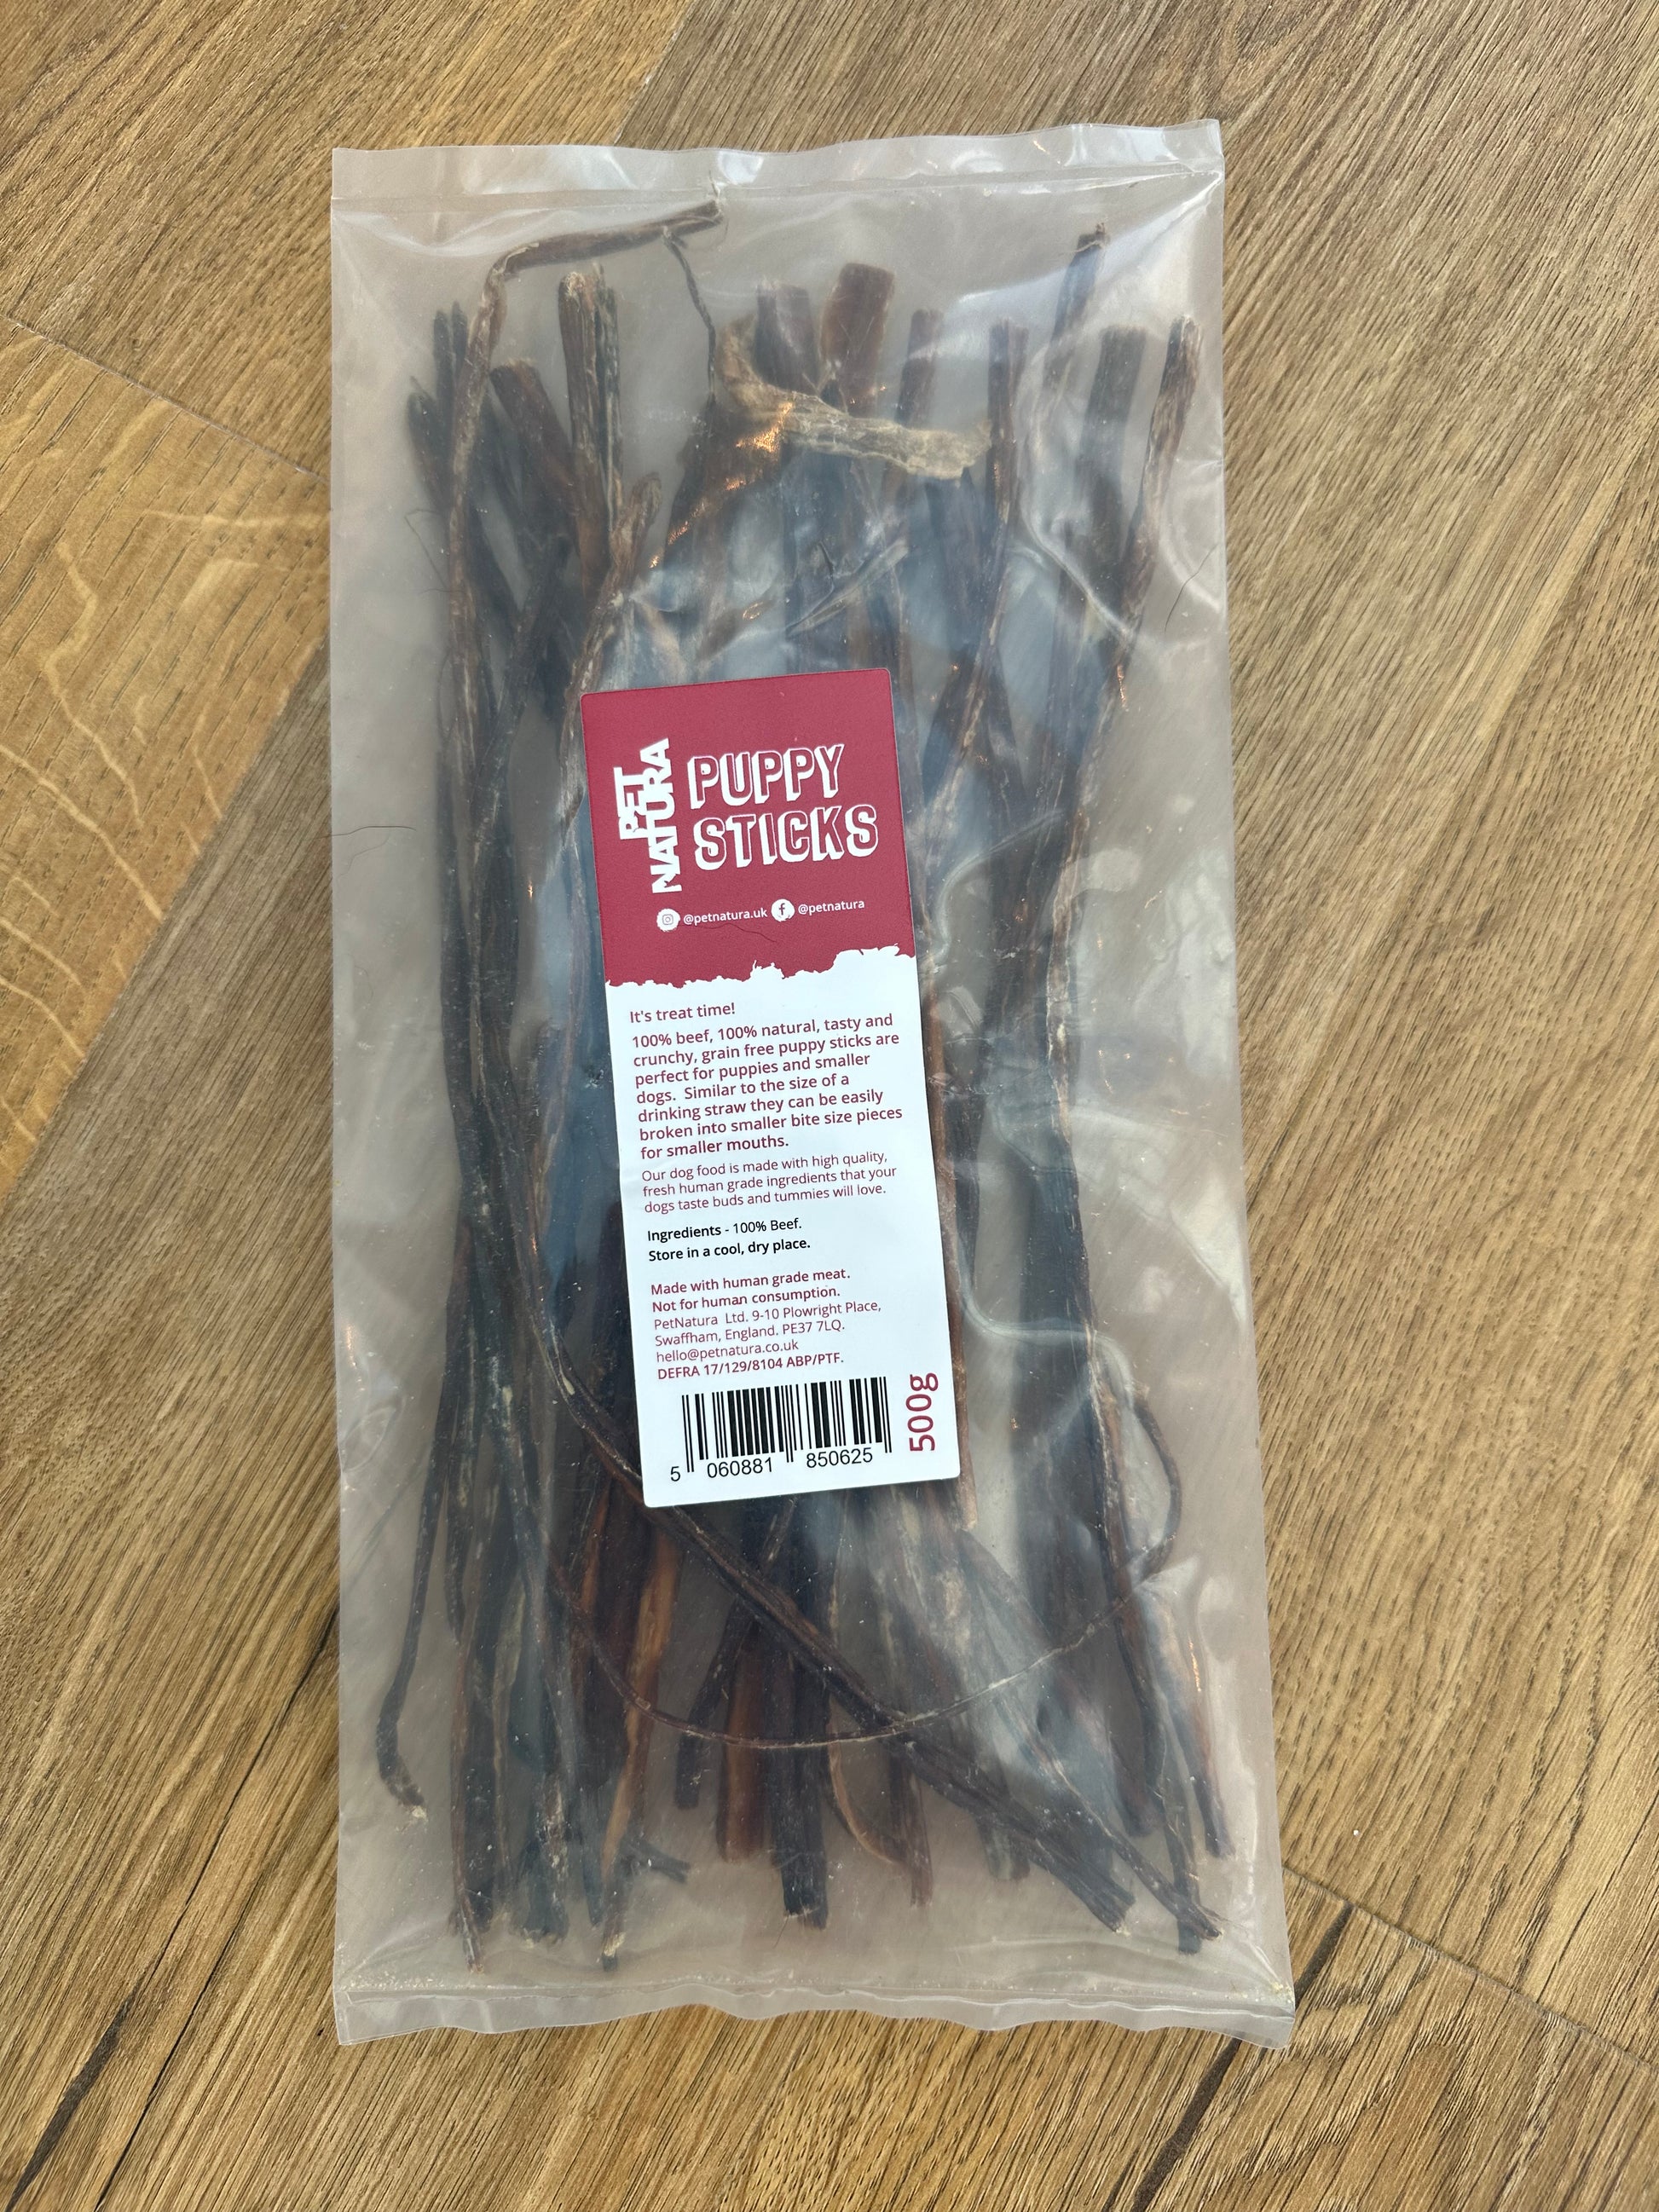 PET
NATURA
PUPPY
STICKS
@petnatura.uk @petnatura
It's treat time!
100% beef, 100% natural, tasty and
crunchy, grain free puppy sticks are
perfect for puppies and smaller
dogs. Similar to the size of a
drinking straw they can be easily
broken into smaller bite size pieces
for smaller mouths.
Our dog food is made with high quality,
fresh human grade ingredients that your
dogs taste buds and tummies will love.
Ingredients - 100% Beef.
Store in a cool, dry place.
Made with human grade meat.
Not for human consumption.
PetNatura Ltd. 9-10 Plowright Place,
Swaffham, England. PE37 7LQ.
hello@petnatura.co.uk
DEFRA 17/129/8104 ABP/PTF.
500g
5 060881 850625